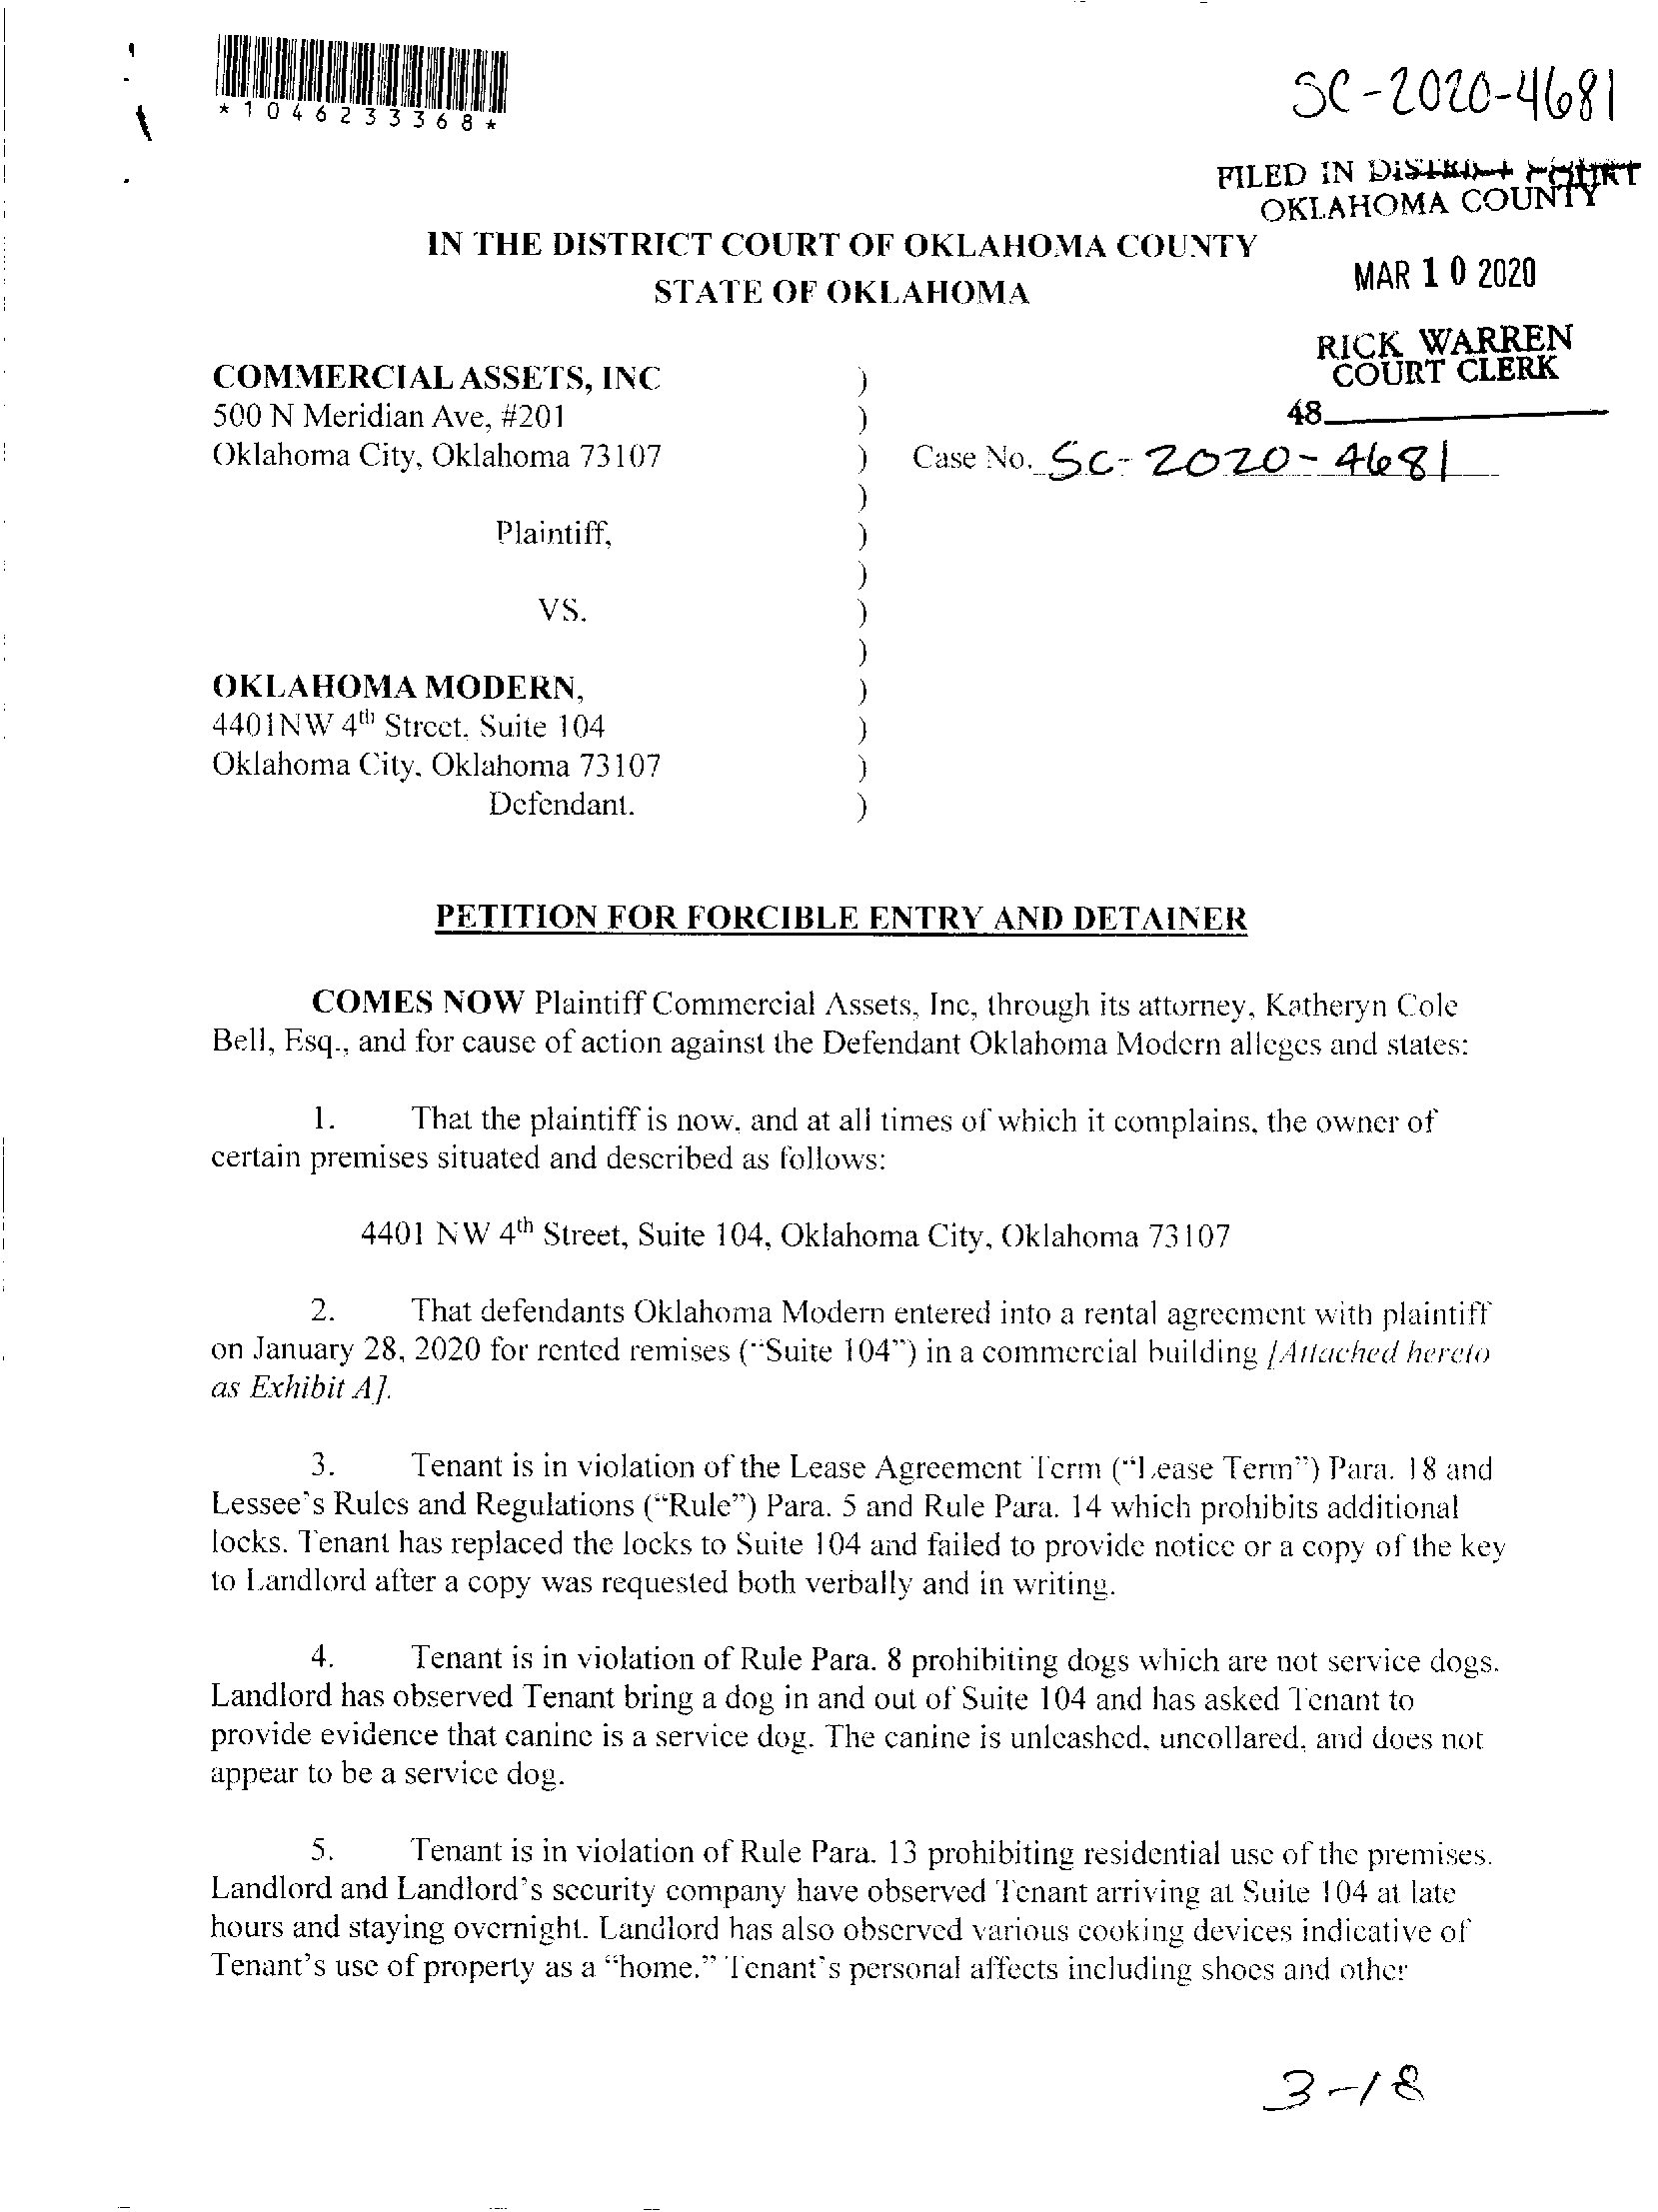 *1046233368*
SC-2020-4681
FILED IN DISTRICT COURT
OKLAHOMA COUNTY
IN THE DISTRICT COURT OF OKLAHOMA COUNTY
STATE OF OKLAHOMA
MAR 10 2020
RICK WARREN
COURT CLERK
48
COMMERCIAL ASSETS, INC )
500 N Meridian Ave, #201 )
Oklahoma City, Oklahoma 73107 ) Case No. SC-2020-4681
)
Plaintiff, )
)
VS. )
)
OKLAHOMA MODERN, )
4401NW 4th Street, Suite 104 )
Oklahoma City, Oklahoma 73107 )
Defendant. )
PETITION FOR FORCIBLE ENTRY AND DETAINER
COMES NOW Plaintiff Commercial Assets, Inc, through its attorney, Katheryn Cole
Bell, Esq., and for cause of action against the Defendant Oklahoma Modern alleges and states:
1. That the plaintiff is now, and at all times of which it complains, the owner of
certain premises situated and described as follows:
4401 NW 4th Street, Suite 104, Oklahoma City, Oklahoma 73107
2. That defendants Oklahoma Modern entered into a rental agreement with plaintiff
on January 28, 2020 for rented remises ("Suite 104") in a commercial building [Attached hereto
as Exhibit A].
3. Tenant is in violation of the Lease Agreement Term ("Lease Term") Para. 18 and
Lessee's Rules and Regulations ("Rule") Para. 5 and Rule Para. 14 which prohibits additional
locks. Tenant has replaced the locks to Suite 104 and failed to provide notice or a copy of the key
to Landlord after a copy was requested both verbally and in writing.
4. Tenant is in violation of Rule Para. 8 prohibiting dogs which are not service dogs.
Landlord has observed Tenant bring a dog in and out of Suite 104 and has asked Tenant to
provide evidence that canine is a service dog. The canine is unleashed, uncollared, and does not
appear to be a service dog.
5. Tenant is in violation of Rule Para. 13 prohibiting residential use of the premises.
Landlord and Landlord's security company have observed Tenant arriving at Suite 104 at late
hours and staying overnight. Landlord has also observed various cooking devices indicative of
Tenant's use of property as a "home." Tenant's personal affects including shoes and other
3-18